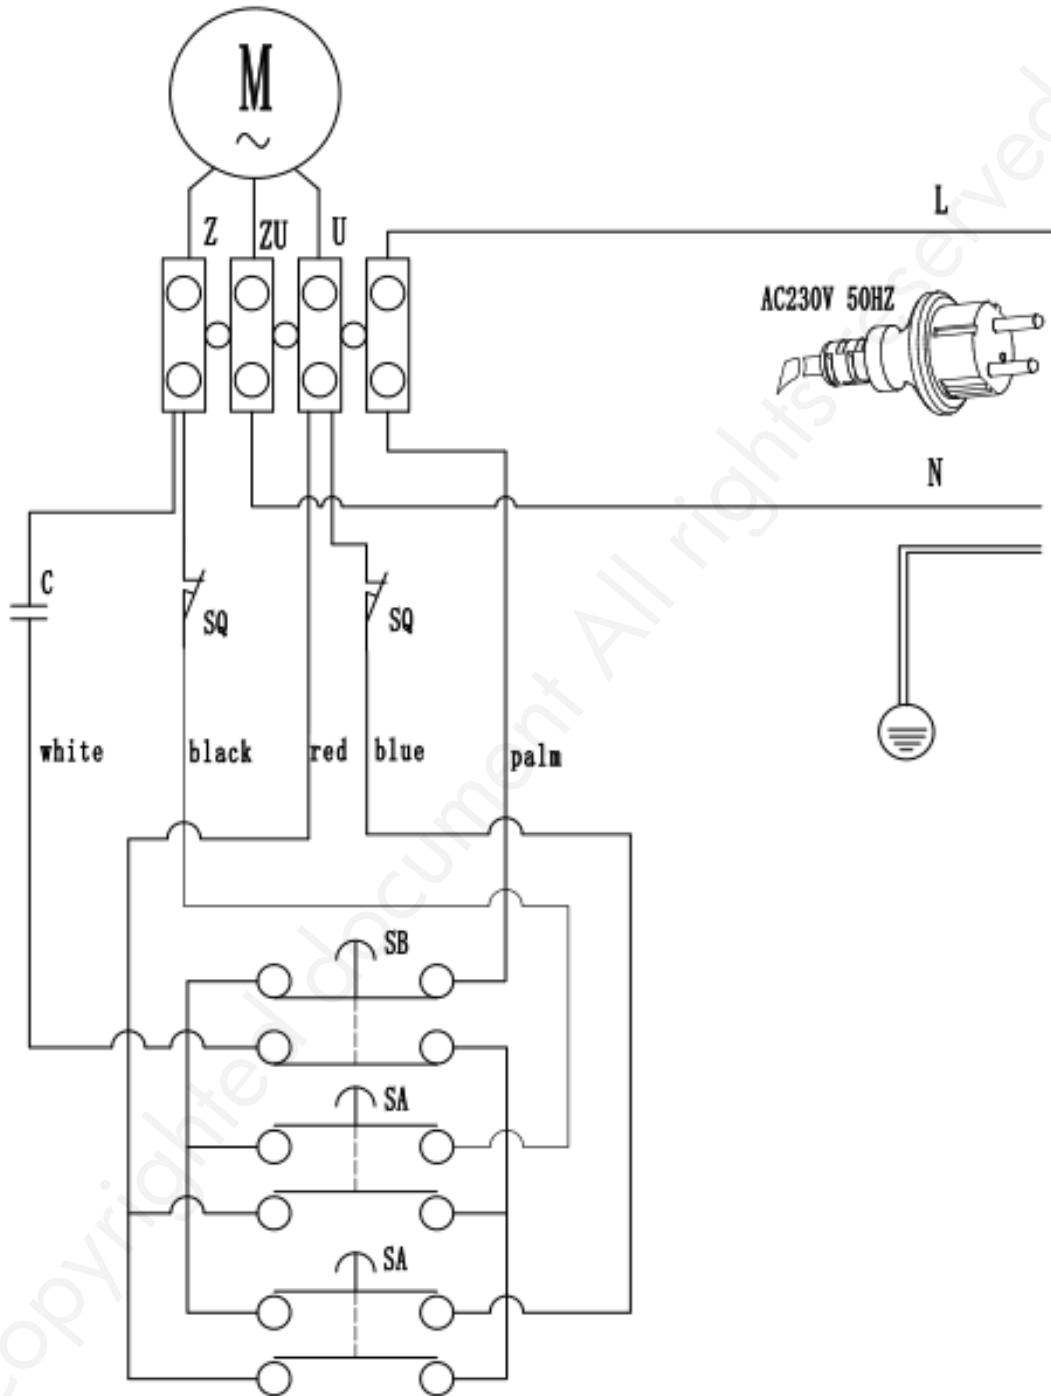 M
~
Z
ZU
U
L
AC230V 50HZ
N
C
SQ
SQ
white
black
red
blue
palm
SB
SA
SA
Copyrighted document All rights reserved